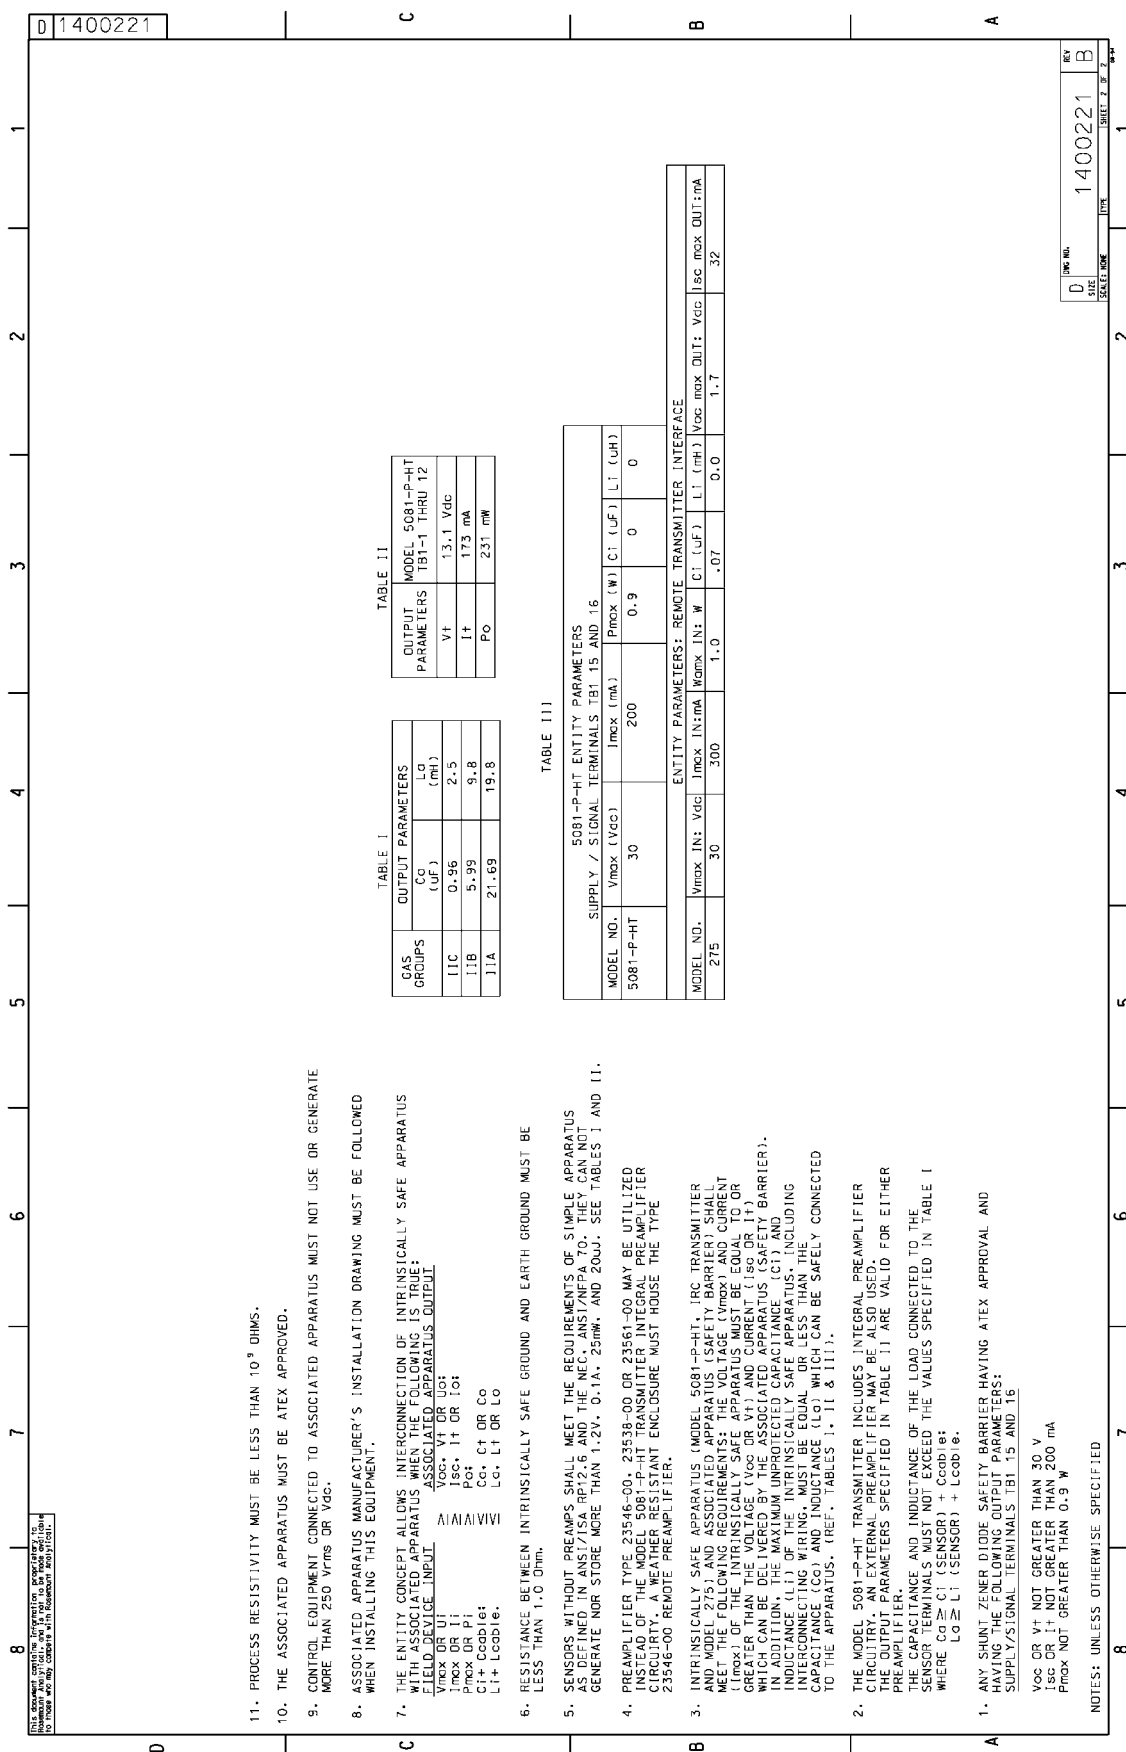 This document contains information proprietary to
Rosemount Analytical, and is not to be made available
to those who may compete with Rosemount Analytical.
D 1400221
8 7 6 5 4 3 2 1
D
C
B
A
11. PROCESS RESISTIVITY MUST BE LESS THAN 10⁹ OHMS.
10. THE ASSOCIATED APPARATUS MUST BE ATEX APPROVED.
9. CONTROL EQUIPMENT CONNECTED TO ASSOCIATED APPARATUS MUST NOT USE OR GENERATE
MORE THAN 250 Vrms OR Vdc.
8. ASSOCIATED APPARATUS MANUFACTURER'S INSTALLATION DRAWING MUST BE FOLLOWED
WHEN INSTALLING THIS EQUIPMENT.
7. THE ENTITY CONCEPT ALLOWS INTERCONNECTION OF INTRINSICALLY SAFE APPARATUS
WITH ASSOCIATED APPARATUS WHEN THE FOLLOWING IS TRUE:
FIELD DEVICE INPUT ASSOCIATED APPARATUS OUTPUT
Vmax OR Ui ≥ Voc, Vt OR Uo;
Imax OR Ii ≥ Isc, It OR Io;
Pmax OR Pi ≥ Po;
Ci+ Ccable; ≤ Ca, Ct OR Co
Li+ Lcable. ≤ La, Lt OR Lo
6. RESISTANCE BETWEEN INTRINSICALLY SAFE GROUND AND EARTH GROUND MUST BE
LESS THAN 1.0 Ohm.
5. SENSORS WITHOUT PREAMPS SHALL MEET THE REQUIREMENTS OF SIMPLE APPARATUS
AS DEFINED IN ANSI/ISA RP12.6 AND THE NEC, ANSI/NFPA 70. THEY CAN NOT
GENERATE NOR STORE MORE THAN 1.2V, 0.1A, 25mW, AND 20uJ. SEE TABLES I AND II.
4. PREAMPLIFIER TYPE 23546-00, 23538-00 OR 23561-00 MAY BE UTILIZED
INSTEAD OF THE MODEL 5081-P-HT TRANSMITTER INTEGRAL PREAMPLIFIER
CIRCUIRTY. A WEATHER RESISTANT ENCLOSURE MUST HOUSE THE TYPE
23546-00 REMOTE PREAMPLIFIER.
3. INTRINSICALLY SAFE APPARATUS (MODEL 5081-P-HT, IRC TRANSMITTER
AND MODEL 275) AND ASSOCIATED APPARATUS (SAFETY BARRIER) SHALL
MEET THE FOLLOWING REQUIREMENTS: THE VOLTAGE (Vmax) AND CURRENT
(Imax) OF THE INTRINSICALLY SAFE APPARATUS MUST BE EQUAL TO OR
GREATER THAN THE VOLTAGE (Voc OR Vt) AND CURRENT (Isc OR It)
WHICH CAN BE DELIVERED BY THE ASSOCIATED APPARATUS (SAFETY BARRIER).
IN ADDITION, THE MAXIMUM UNPROTECTED CAPACITANCE (Ci) AND
INDUCTANCE (Li) OF THE INTRINSICALLY SAFE APPARATUS, INCLUDING
INTERCONNECTING WIRING, MUST BE EQUAL OR LESS THAN THE
CAPACITANCE (Ca) AND INDUCTANCE (La) WHICH CAN BE SAFELY CONNECTED
TO THE APPARATUS. (REF. TABLES I, II & III).
2. THE MODEL 5081-P-HT TRANSMITTER INCLUDES INTEGRAL PREAMPLIFIER
CIRCUITRY. AN EXTERNAL PREAMPLIFIER MAY BE ALSO USED.
THE OUTPUT PARAMETERS SPECIFIED IN TABLE II ARE VALID FOR EITHER
PREAMPLIFIER.
THE CAPACITANCE AND INDUCTANCE OF THE LOAD CONNECTED TO THE
SENSOR TERMINALS MUST NOT EXCEED THE VALUES SPECIFIED IN TABLE I
WHERE Ca ≥ Ci (SENSOR) + Ccable;
La ≥ Li (SENSOR) + Lcable.
1. ANY SHUNT ZENER DIODE SAFETY BARRIER HAVING ATEX APPROVAL AND
HAVING THE FOLLOWING OUTPUT PARAMETERS:
SUPPLY/SIGNAL TERMINALS TB1 15 AND 16
Voc OR Vt NOT GREATER THAN 30 V
Isc OR It NOT GREATER THAN 200 mA
Pmax NOT GREATER THAN 0.9 W
NOTES: UNLESS OTHERWISE SPECIFIED
TABLE I
GAS GROUPS OUTPUT PARAMETERS
Ca (uF) La (mH)
IIC 0.96 2.5
IIB 5.99 9.8
IIA 21.69 19.8
TABLE II
OUTPUT PARAMETERS MODEL 5081-P-HT TB1-1 THRU 12
Vt 13.1 Vdc
It 173 mA
Po 231 mW
TABLE III
5081-P-HT ENTITY PARAMETERS
SUPPLY / SIGNAL TERMINALS TB1 15 AND 16
MODEL NO. Vmax (Vdc) Imax (mA) Pmax (W) Ci (uF) Li (uH)
5081-P-HT 30 200 0.9 0 0
ENTITY PARAMETERS: REMOTE TRANSMITTER INTERFACE
MODEL NO. Vmax IN: Vdc Imax IN:mA Wamx IN: W Ci (uF) Li (mH) Voc max OUT: Vdc Isc max OUT:mA
275 30 300 1.0 .07 0.0 1.7 32
D SIZE
DWG NO. 1400221
REV B
SCALE: NONE TYPE SHEET 2 OF 2
8 7 6 5 4 3 2 1
D
C
B
A